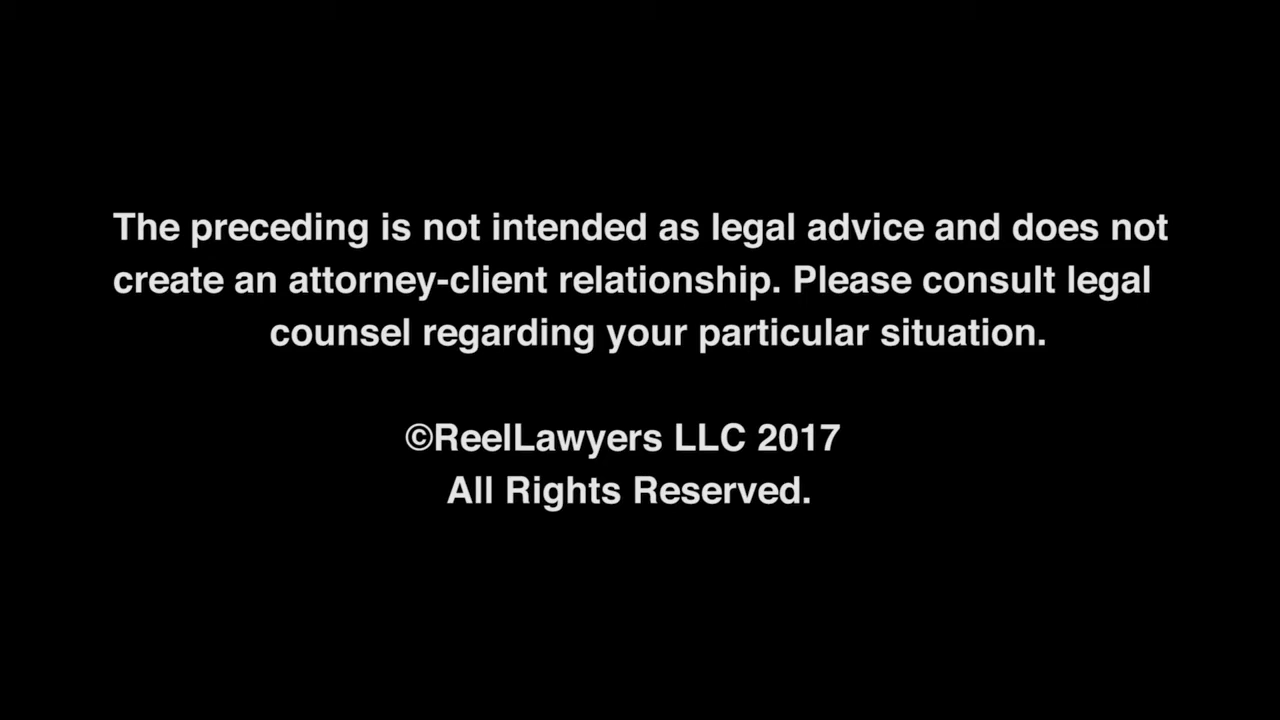 The preceding is not intended as legal advice and does not
create an attorney-client relationship. Please consult legal
counsel regarding your particular situation.
©ReelLawyers LLC 2017
All Rights Reserved.